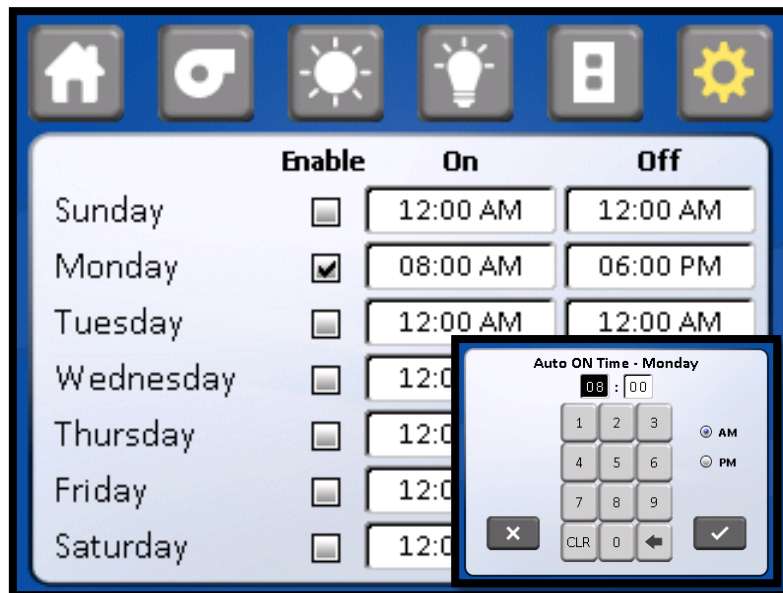 Enable On Off
Sunday 12:00 AM 12:00 AM
Monday 08:00 AM 06:00 PM
Tuesday 12:00 AM 12:00 AM
Wednesday
Thursday
Friday
Saturday
Auto ON Time - Monday
08 : 00
1 2 3
AM
4 5 6
PM
7 8 9
CLR 0